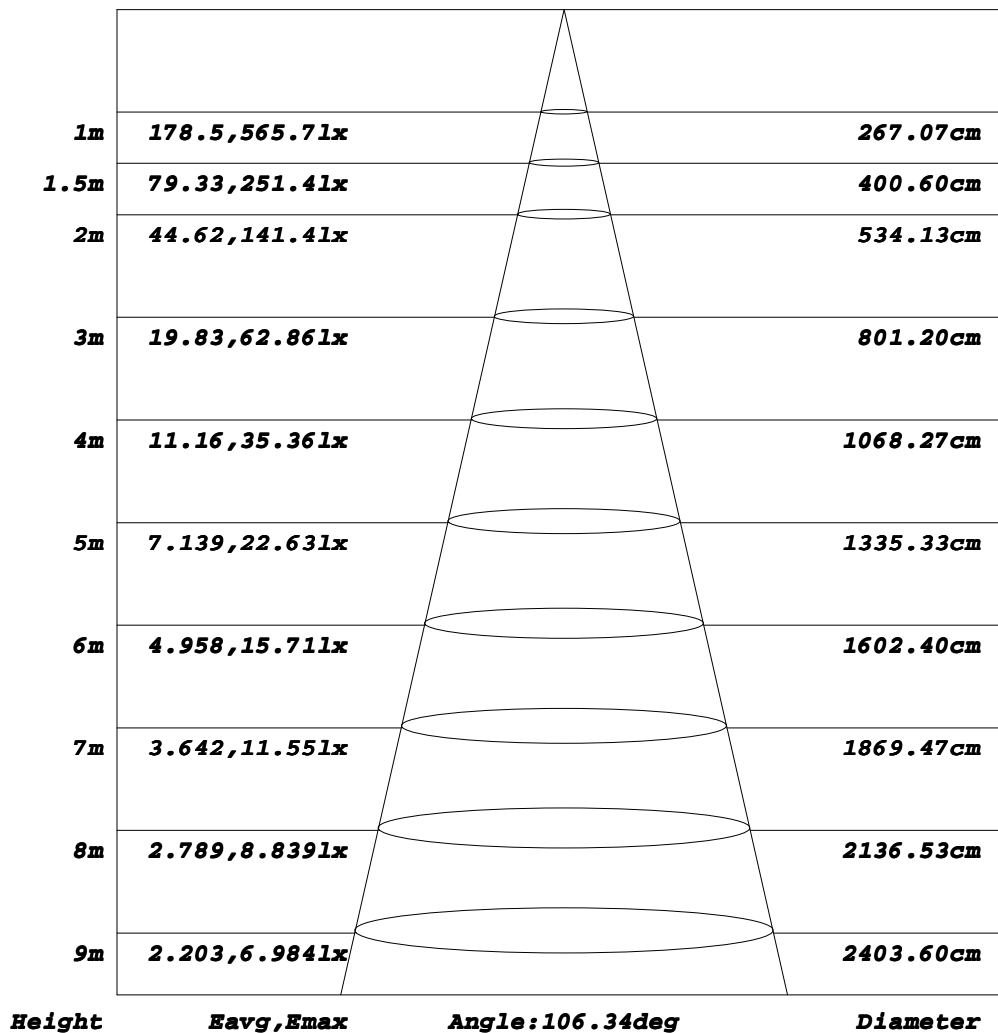 1m 178.5,565.7lx 267.07cm
1.5m 79.33,251.4lx 400.60cm
2m 44.62,141.4lx 534.13cm
3m 19.83,62.86lx 801.20cm
4m 11.16,35.36lx 1068.27cm
5m 7.139,22.63lx 1335.33cm
6m 4.958,15.71lx 1602.40cm
7m 3.642,11.55lx 1869.47cm
8m 2.789,8.839lx 2136.53cm
9m 2.203,6.984lx 2403.60cm
Height Eavg,Emax Angle:106.34deg Diameter